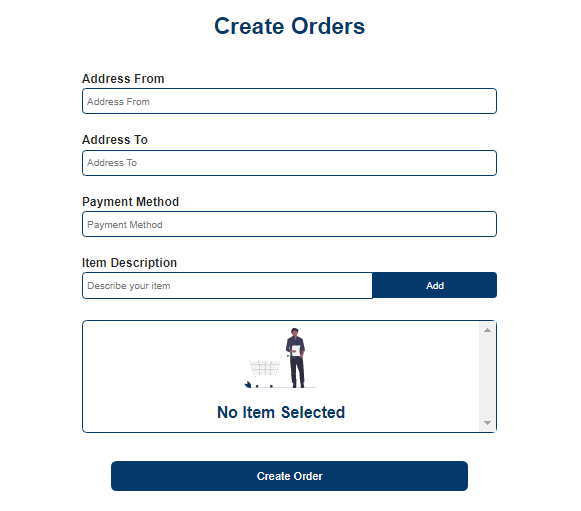 Create Orders
Address From
Address From
Address To
Address To
Payment Method
Payment Method
Item Description
Describe your item
Add
No Item Selected
Create Order